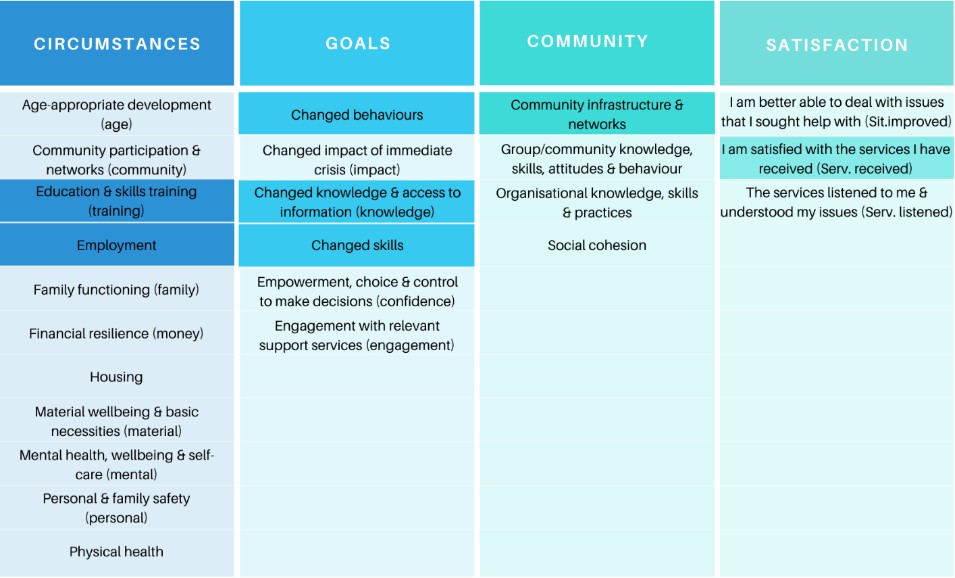 CIRCUMSTANCES
GOALS
COMMUNITY
SATISFACTION
Age-appropriate development
(age)
Community participation &
networks (community)
Education & skills training
(training)
Employment
Family functioning (family)
Financial resilience (money)
Housing
Material wellbeing & basic
necessities (material)
Mental health, wellbeing & self-
care (mental)
Personal & family safety
(personal)
Physical health
Changed behaviours
Changed impact of immediate
crisis (impact)
Changed knowledge & access to
information (knowledge)
Changed skills
Empowerment, choice & control
to make decisions (confidence)
Engagement with relevant
support services (engagement)
Community infrastructure &
networks
Group/community knowledge,
skills, attitudes & behaviour
Organisational knowledge, skills
& practices
Social cohesion
I am better able to deal with issues
that I sought help with (Sit.improved)
I am satisfied with the services I have
received (Serv. received)
The services listened to me &
understood my issues (Serv. listened)